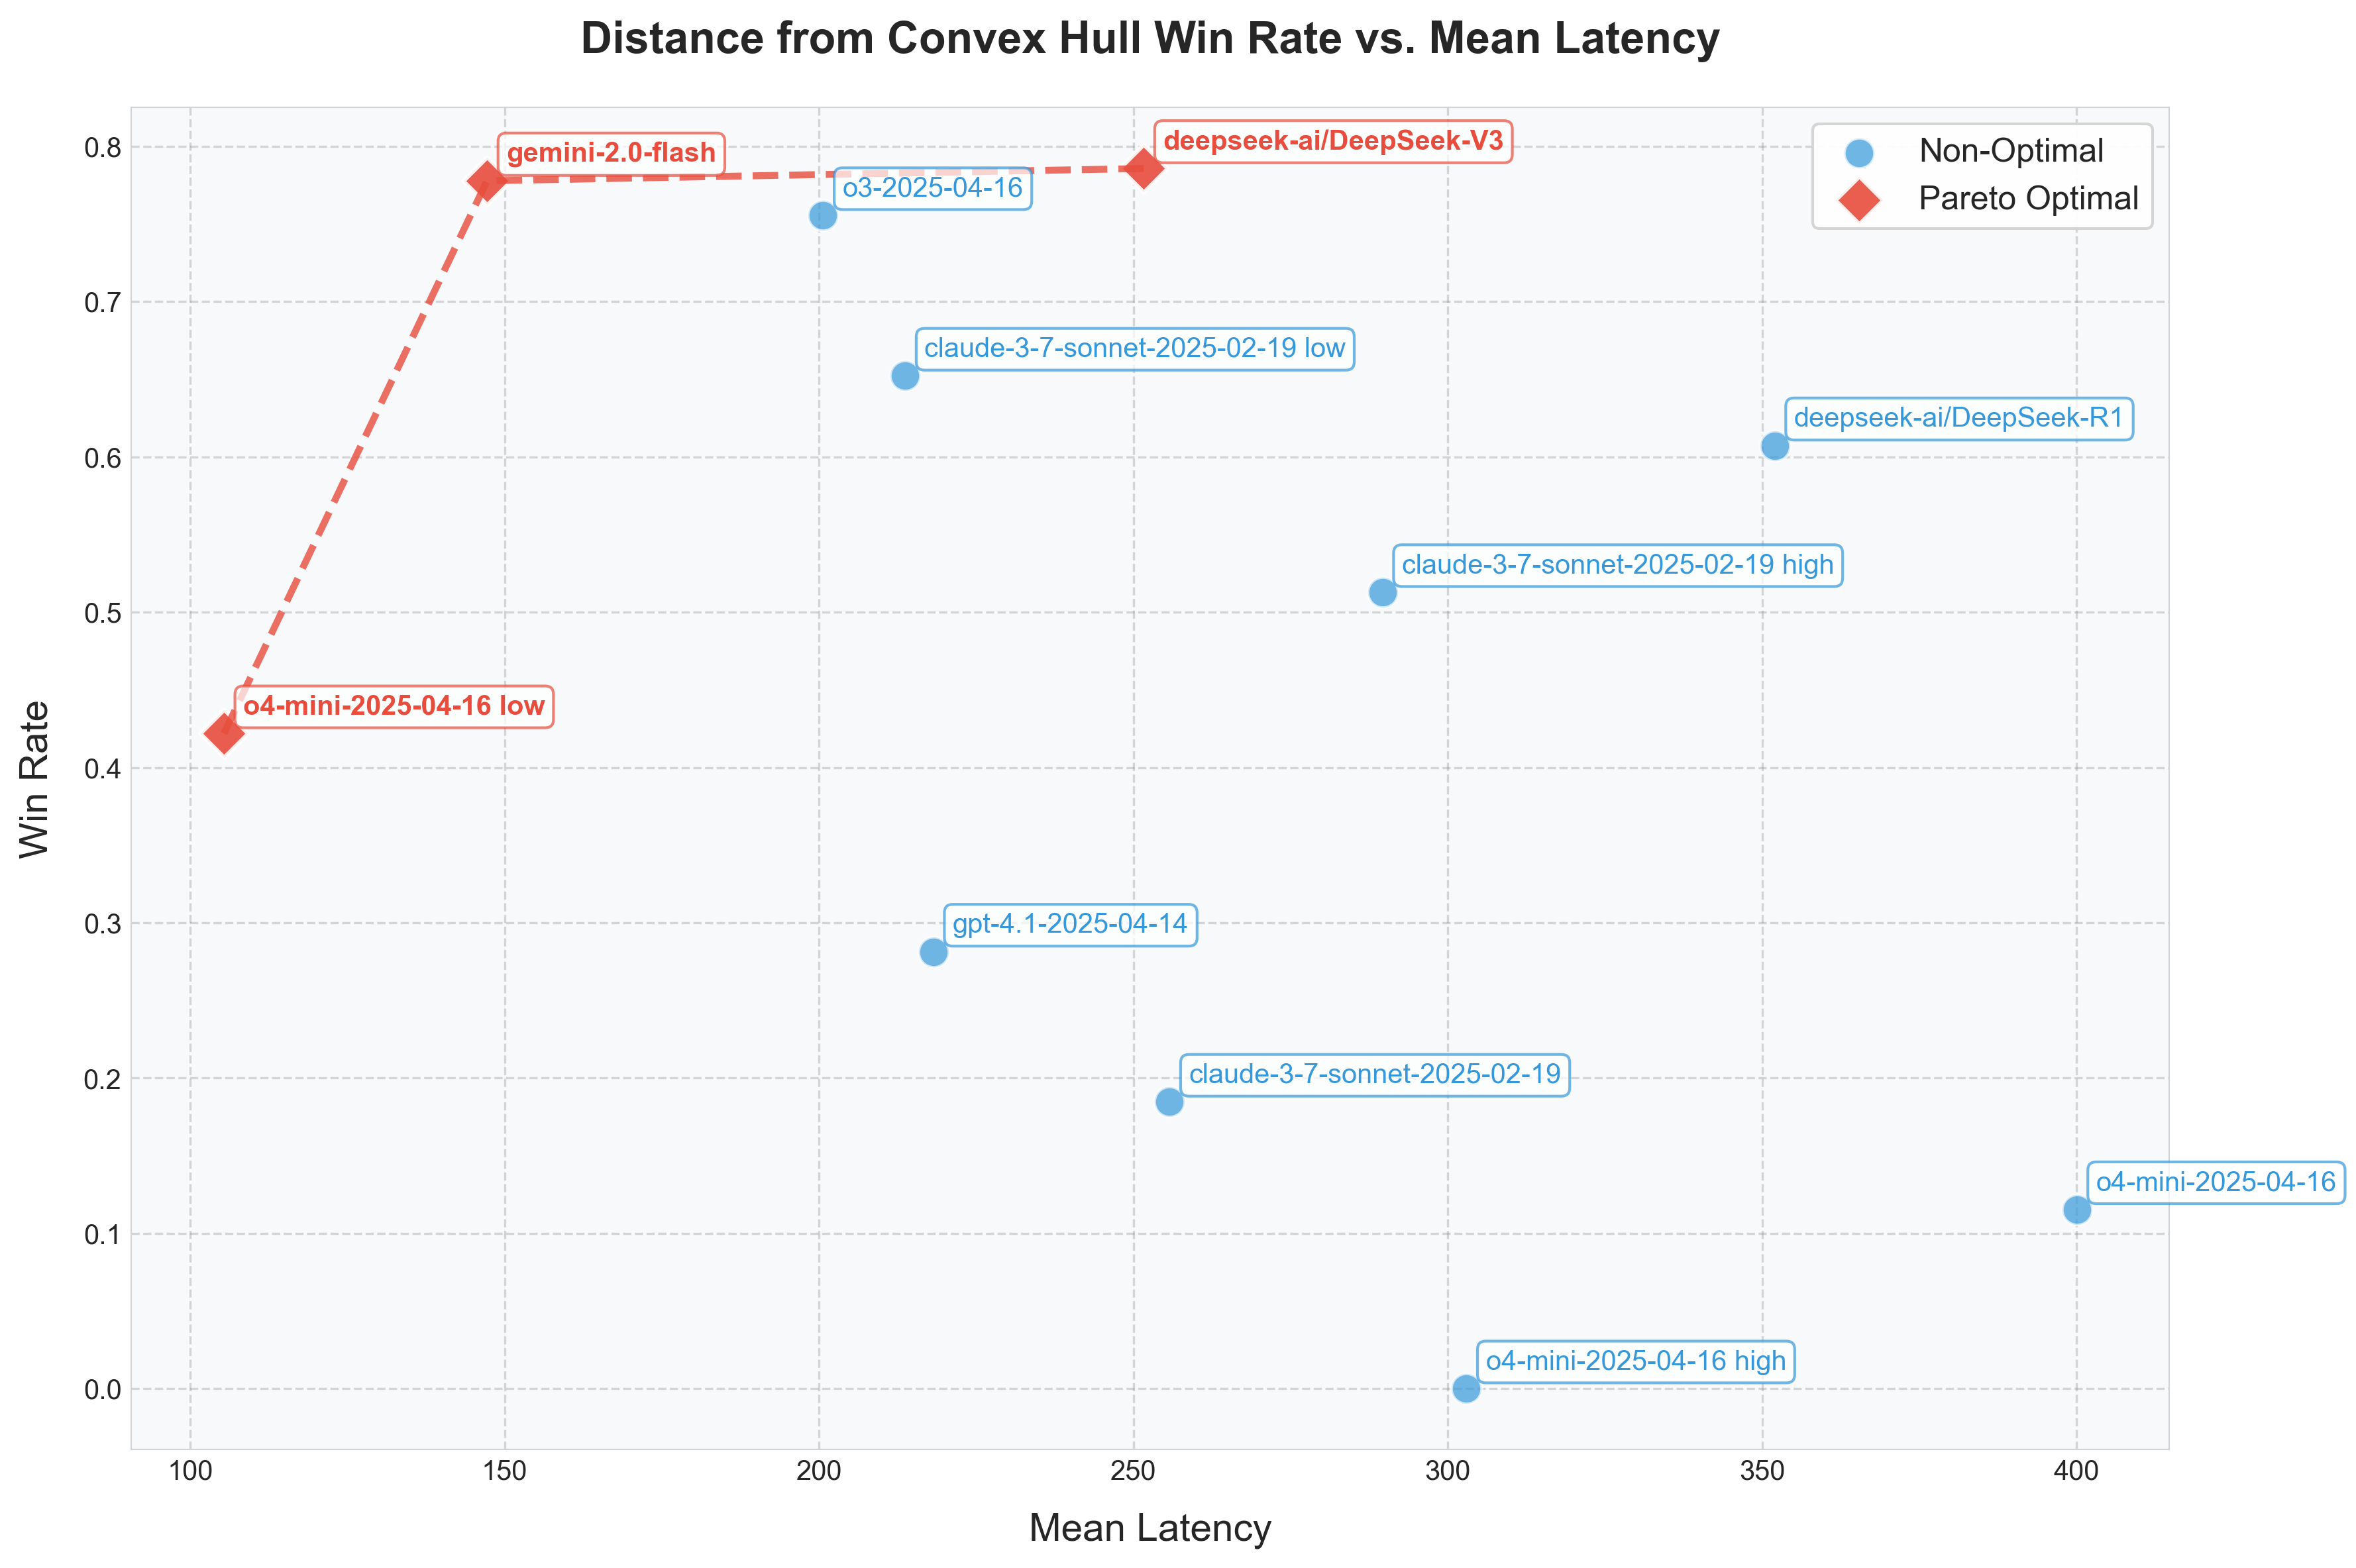 Distance from Convex Hull Win Rate vs. Mean Latency
Non-Optimal
Pareto Optimal
deepseek-ai/DeepSeek-V3
gemini-2.0-flash
o3-2025-04-16
claude-3-7-sonnet-2025-02-19 low
deepseek-ai/DeepSeek-R1
claude-3-7-sonnet-2025-02-19 high
o4-mini-2025-04-16 low
gpt-4.1-2025-04-14
claude-3-7-sonnet-2025-02-19
o4-mini-2025-04-16
o4-mini-2025-04-16 high
Win Rate
0.8
0.7
0.6
0.5
0.4
0.3
0.2
0.1
0.0
100 150 200 250 300 350 400
Mean Latency